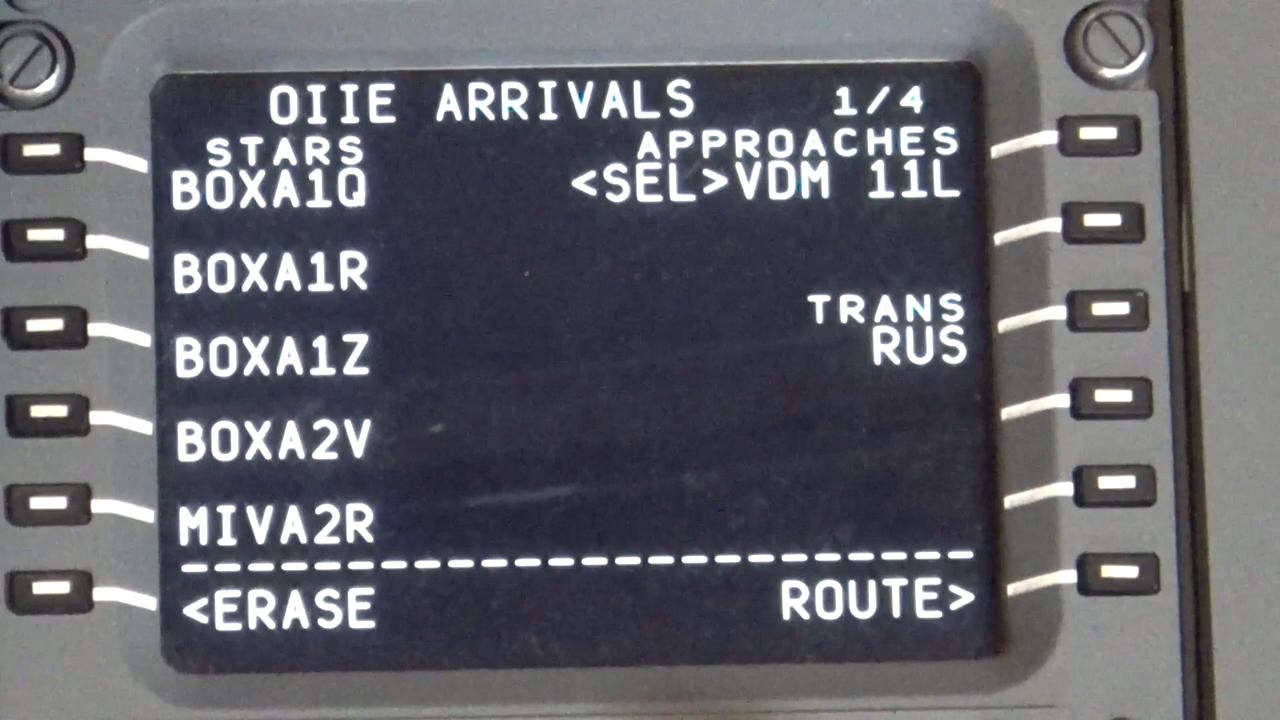 OIIE ARRIVALS 1/4
STARS APPROACHES
BOXA1Q <SEL>VDM 11L
BOXA1R
TRANS
BOXA1Z RUS
BOXA2V
MIVA2R
------------------------
<ERASE ROUTE>